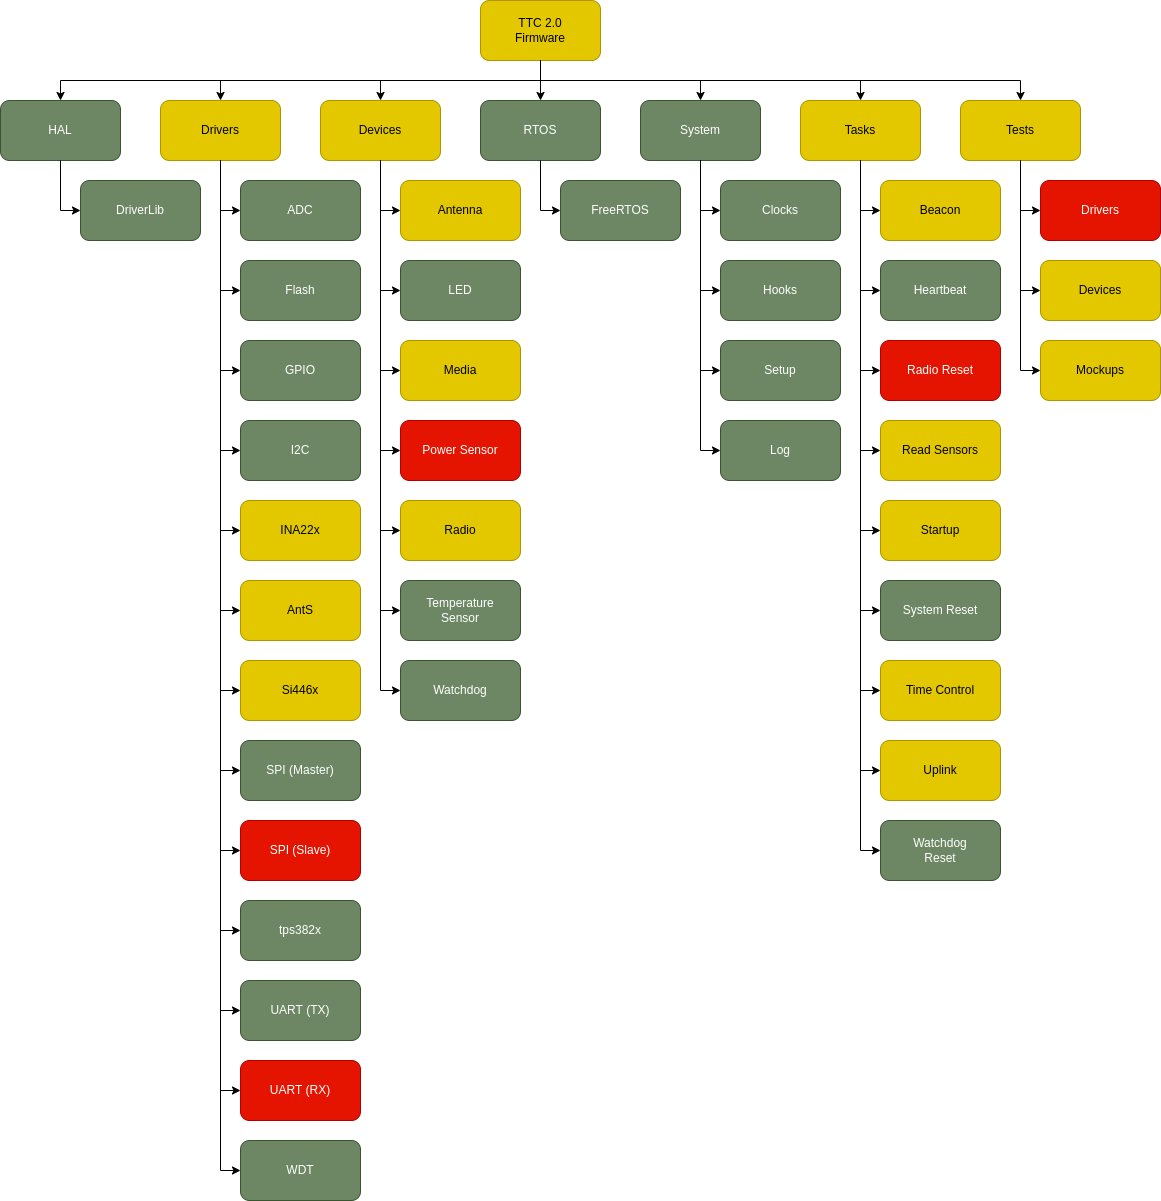 TTC 2.0
Firmware
HAL
Drivers
Devices
RTOS
System
Tasks
Tests
DriverLib
ADC
Flash
GPIO
I2C
INA22x
AntS
Si446x
SPI (Master)
SPI (Slave)
tps382x
UART (TX)
UART (RX)
WDT
Antenna
LED
Media
Power Sensor
Radio
Temperature
Sensor
Watchdog
FreeRTOS
Clocks
Hooks
Setup
Log
Beacon
Heartbeat
Radio Reset
Read Sensors
Startup
System Reset
Time Control
Uplink
Watchdog
Reset
Drivers
Devices
Mockups